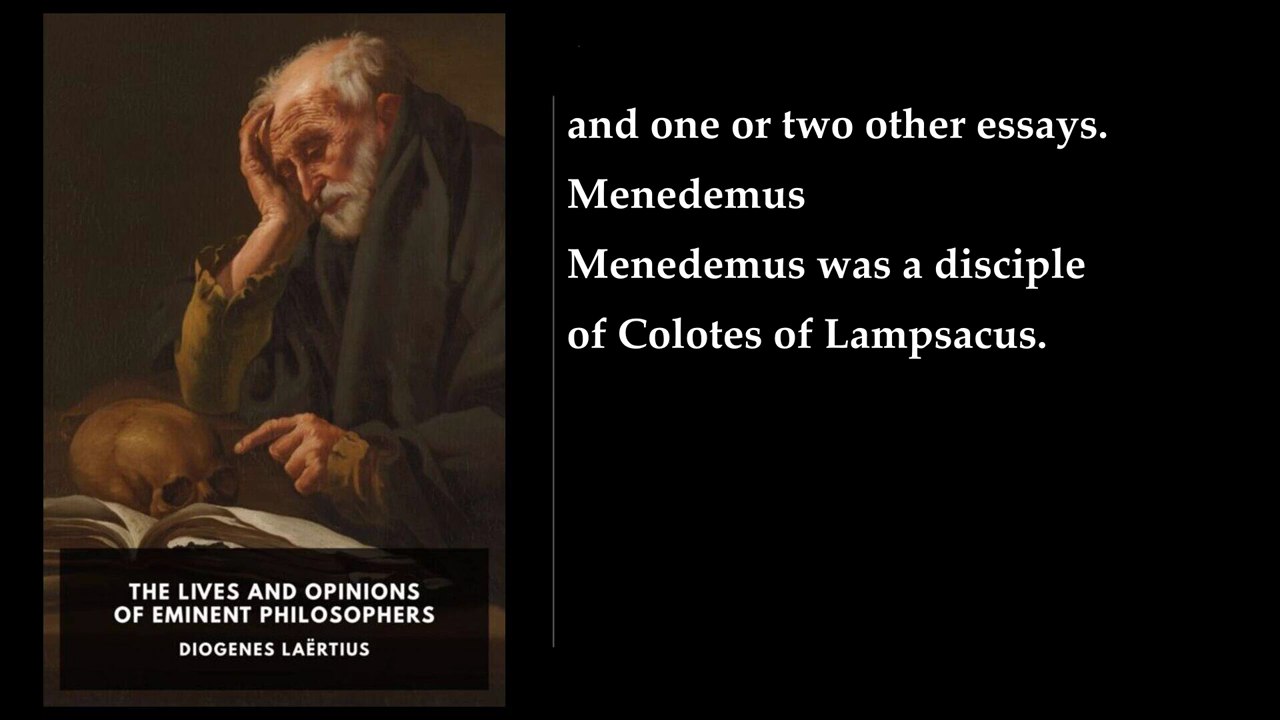 and one or two other essays.
Menedemus
Menedemus was a disciple
of Colotes of Lampsacus.
THE LIVES AND OPINIONS
OF EMINENT PHILOSOPHERS
DIOGENES LAËRTIUS